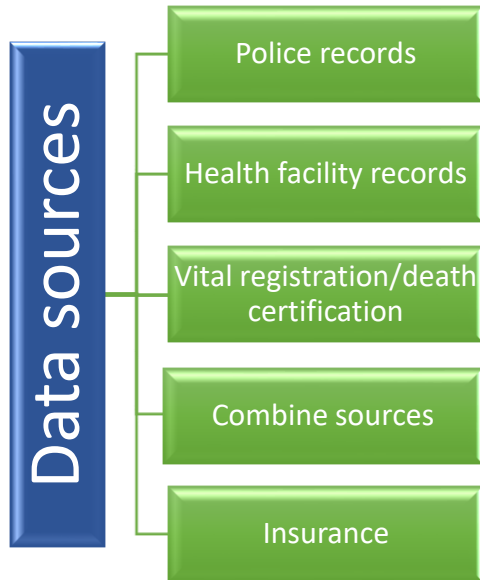 Data sources
Police records
Health facility records
Vital registration/death
certification
Combine sources
Insurance